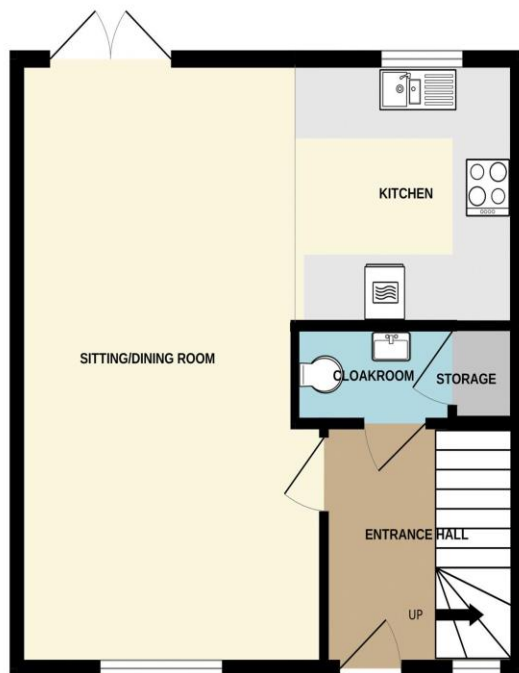 KITCHEN
SITTING/DINING ROOM
CLOAKROOM
STORAGE
ENTRANCE HALL
UP